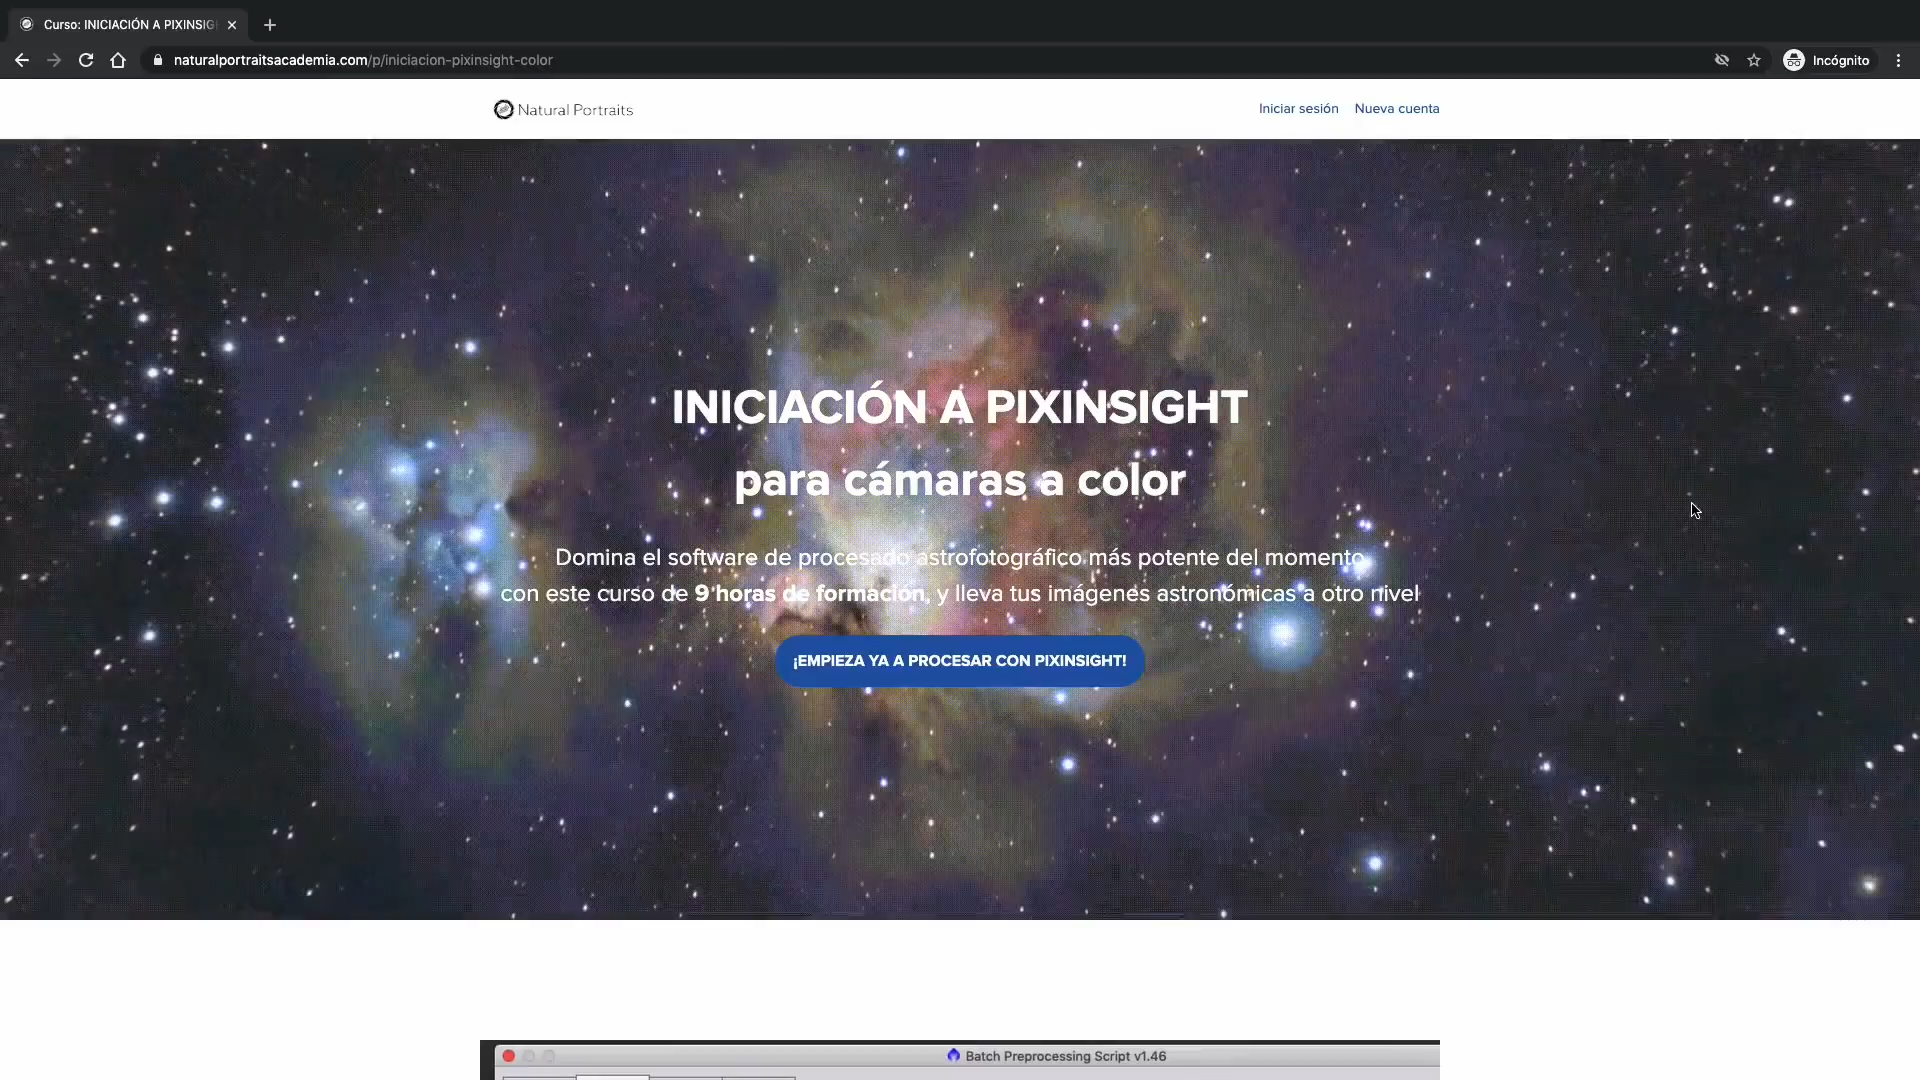 Curso: INICIACIÓN A PIXINSIG
naturalportraitsacademia.com/p/iniciacion-pixinsight-color
Incógnito
Natural Portraits
Iniciar sesión
Nueva cuenta
INICIACIÓN A PIXINSIGHT
para cámaras a color
Domina el software de procesado astrofotográfico más potente del momento
con este curso de 9 horas de formación, y lleva tus imágenes astronómicas a otro nivel
¡EMPIEZA YA A PROCESAR CON PIXINSIGHT!
Batch Preprocessing Script v1.46